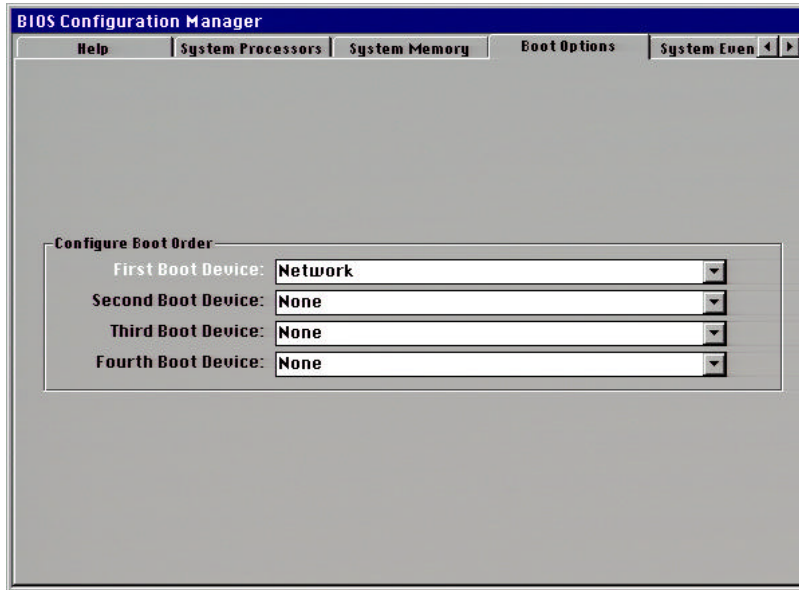 BIOS Configuration Manager
Help System Processors System Memory Boot Options System Even
Configure Boot Order
First Boot Device: Network
Second Boot Device: None
Third Boot Device: None
Fourth Boot Device: None